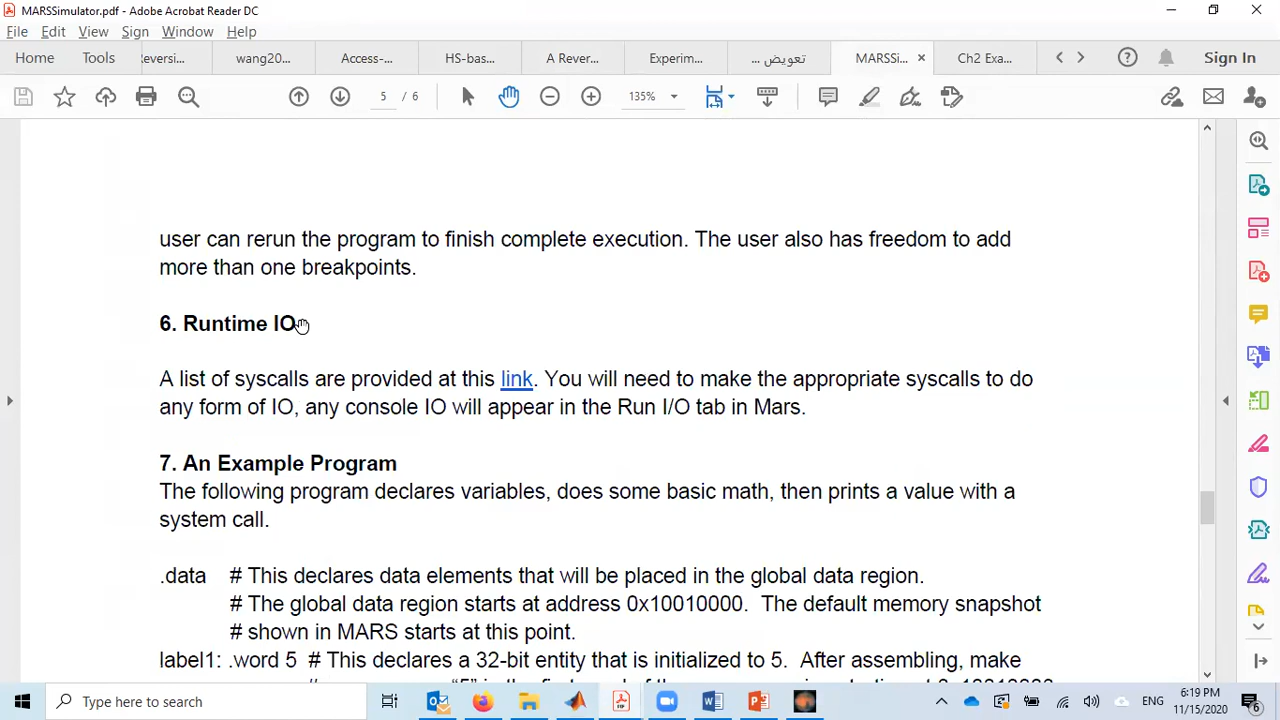 MARSSimulator.pdf - Adobe Acrobat Reader DC
File Edit View Sign Window Help
Home Tools eversi... wang20... Access-... HS-bas... A Rever... Experim... تعويض ... MARSSi... × Ch2 Exa... Sign In
5 / 6 135%
user can rerun the program to finish complete execution. The user also has freedom to add
more than one breakpoints.
6. Runtime IO
A list of syscalls are provided at this link. You will need to make the appropriate syscalls to do
any form of IO, any console IO will appear in the Run I/O tab in Mars.
7. An Example Program
The following program declares variables, does some basic math, then prints a value with a
system call.
.data # This declares data elements that will be placed in the global data region.
# The global data region starts at address 0x10010000. The default memory snapshot
# shown in MARS starts at this point.
label1: .word 5 # This declares a 32-bit entity that is initialized to 5. After assembling, make
Type here to search
ENG
6:19 PM
11/15/2020
6